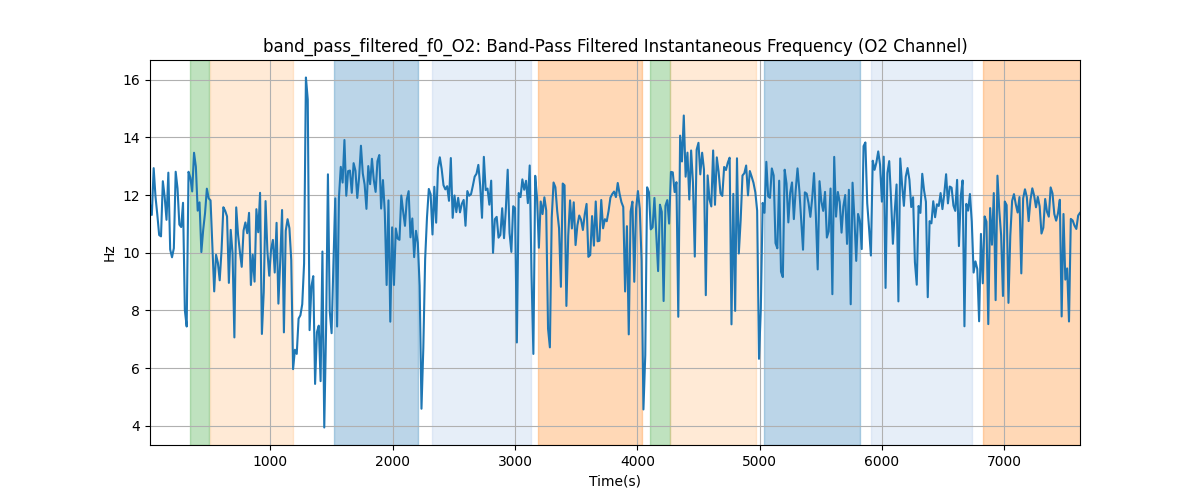 band_pass_filtered_f0_O2: Band-Pass Filtered Instantaneous Frequency (O2 Channel)
16
14
12
10
8
6
4
Hz
1000 2000 3000 4000 5000 6000 7000
Time(s)